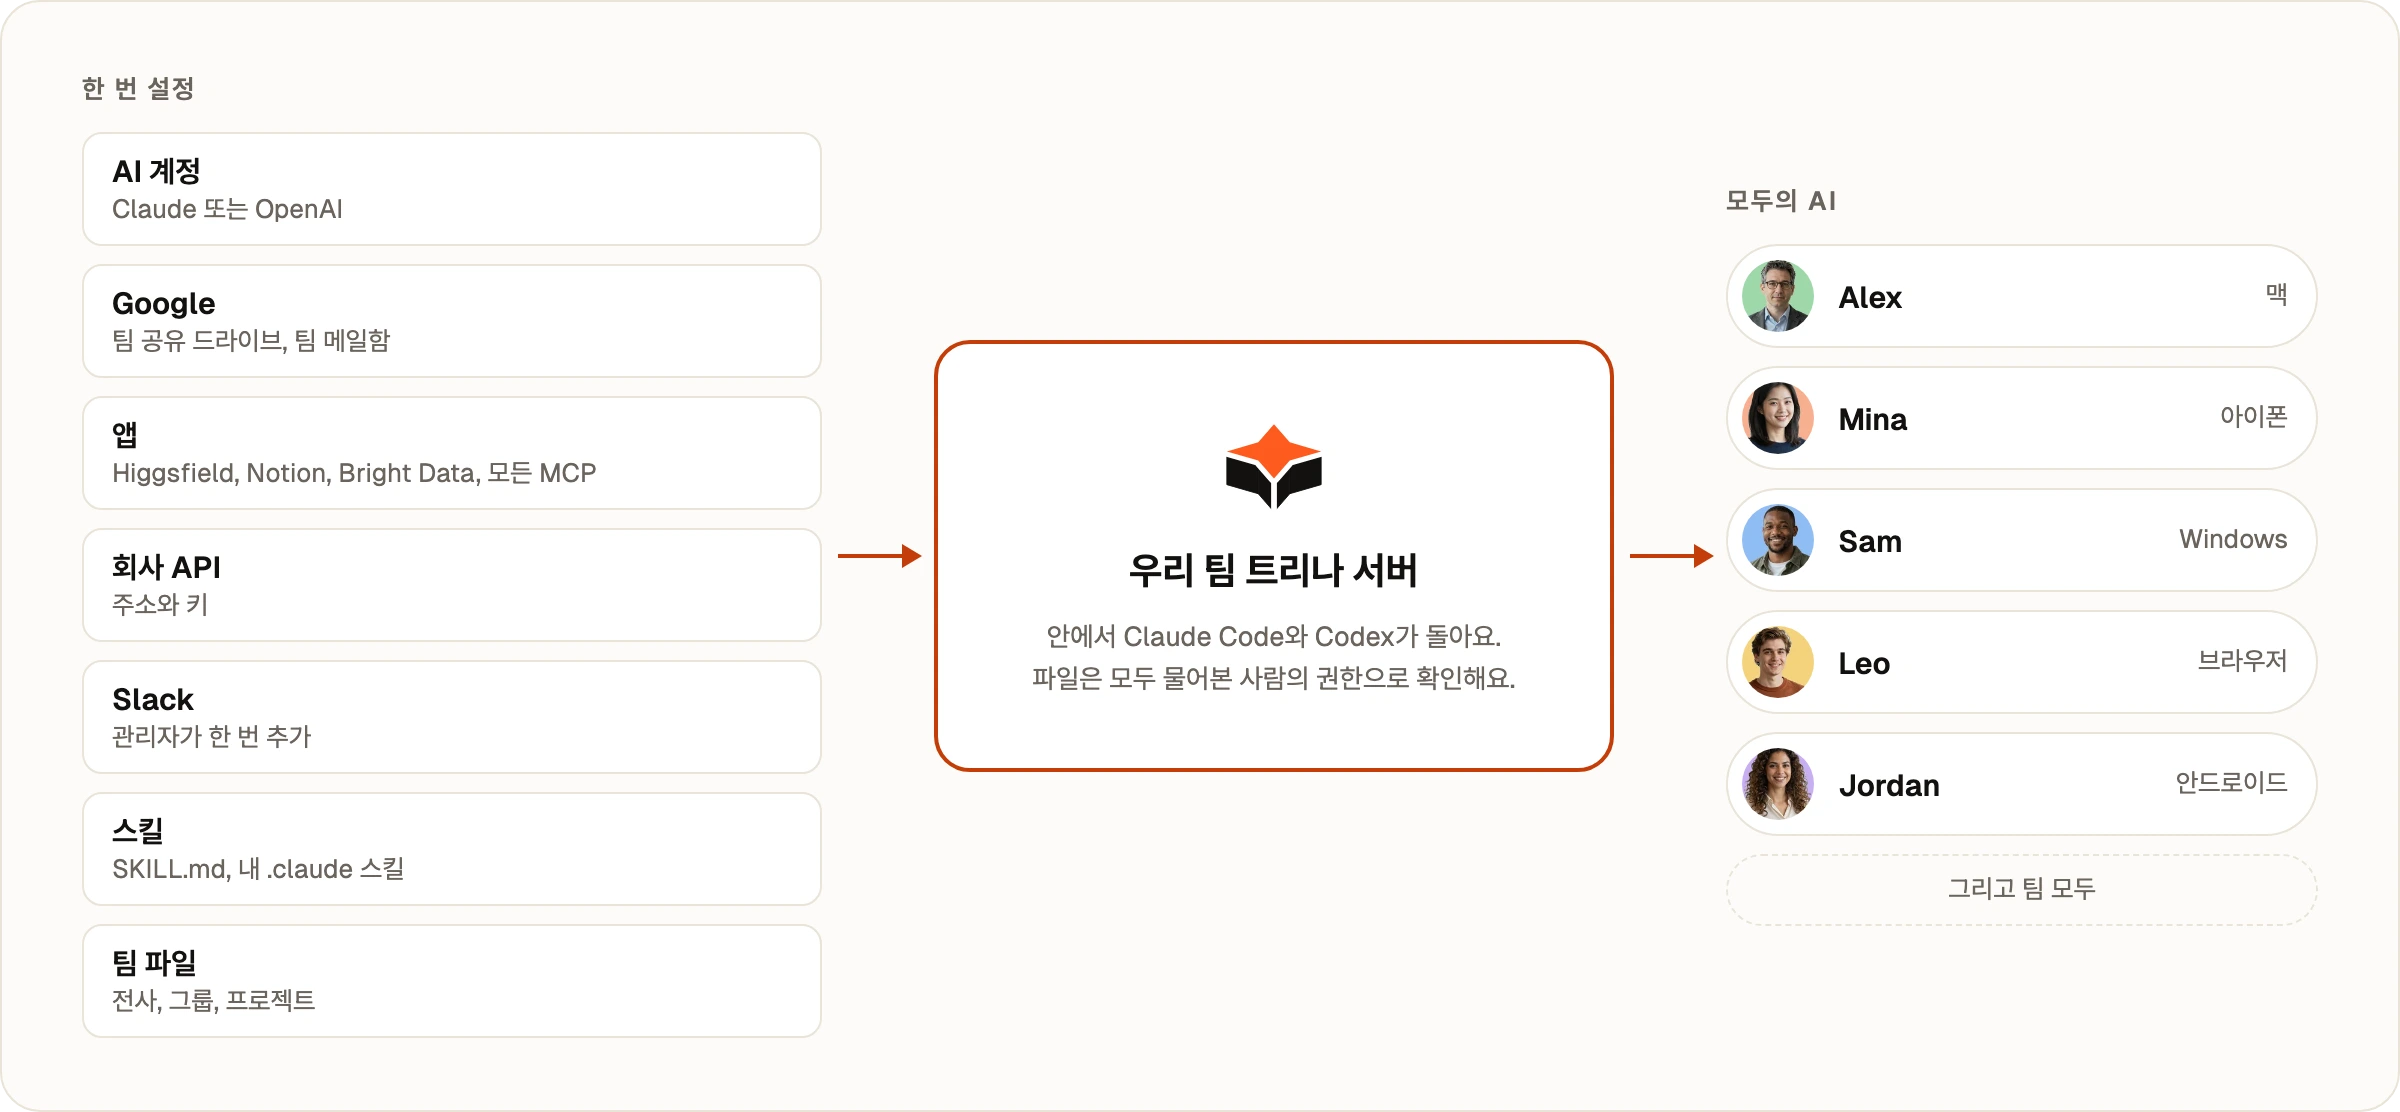 한 번 설정
AI 계정
Claude 또는 OpenAI
Google
팀 공유 드라이브, 팀 메일함
앱
Higgsfield, Notion, Bright Data, 모든 MCP
회사 API
주소와 키
Slack
관리자가 한 번 추가
스킬
SKILL.md, 내 .claude 스킬
팀 파일
전사, 그룹, 프로젝트
우리 팀 트리나 서버
안에서 Claude Code와 Codex가 돌아요.
파일은 모두 물어본 사람의 권한으로 확인해요.
모두의 AI
Alex
맥
Mina
아이폰
Sam
Windows
Leo
브라우저
Jordan
안드로이드
그리고 팀 모두